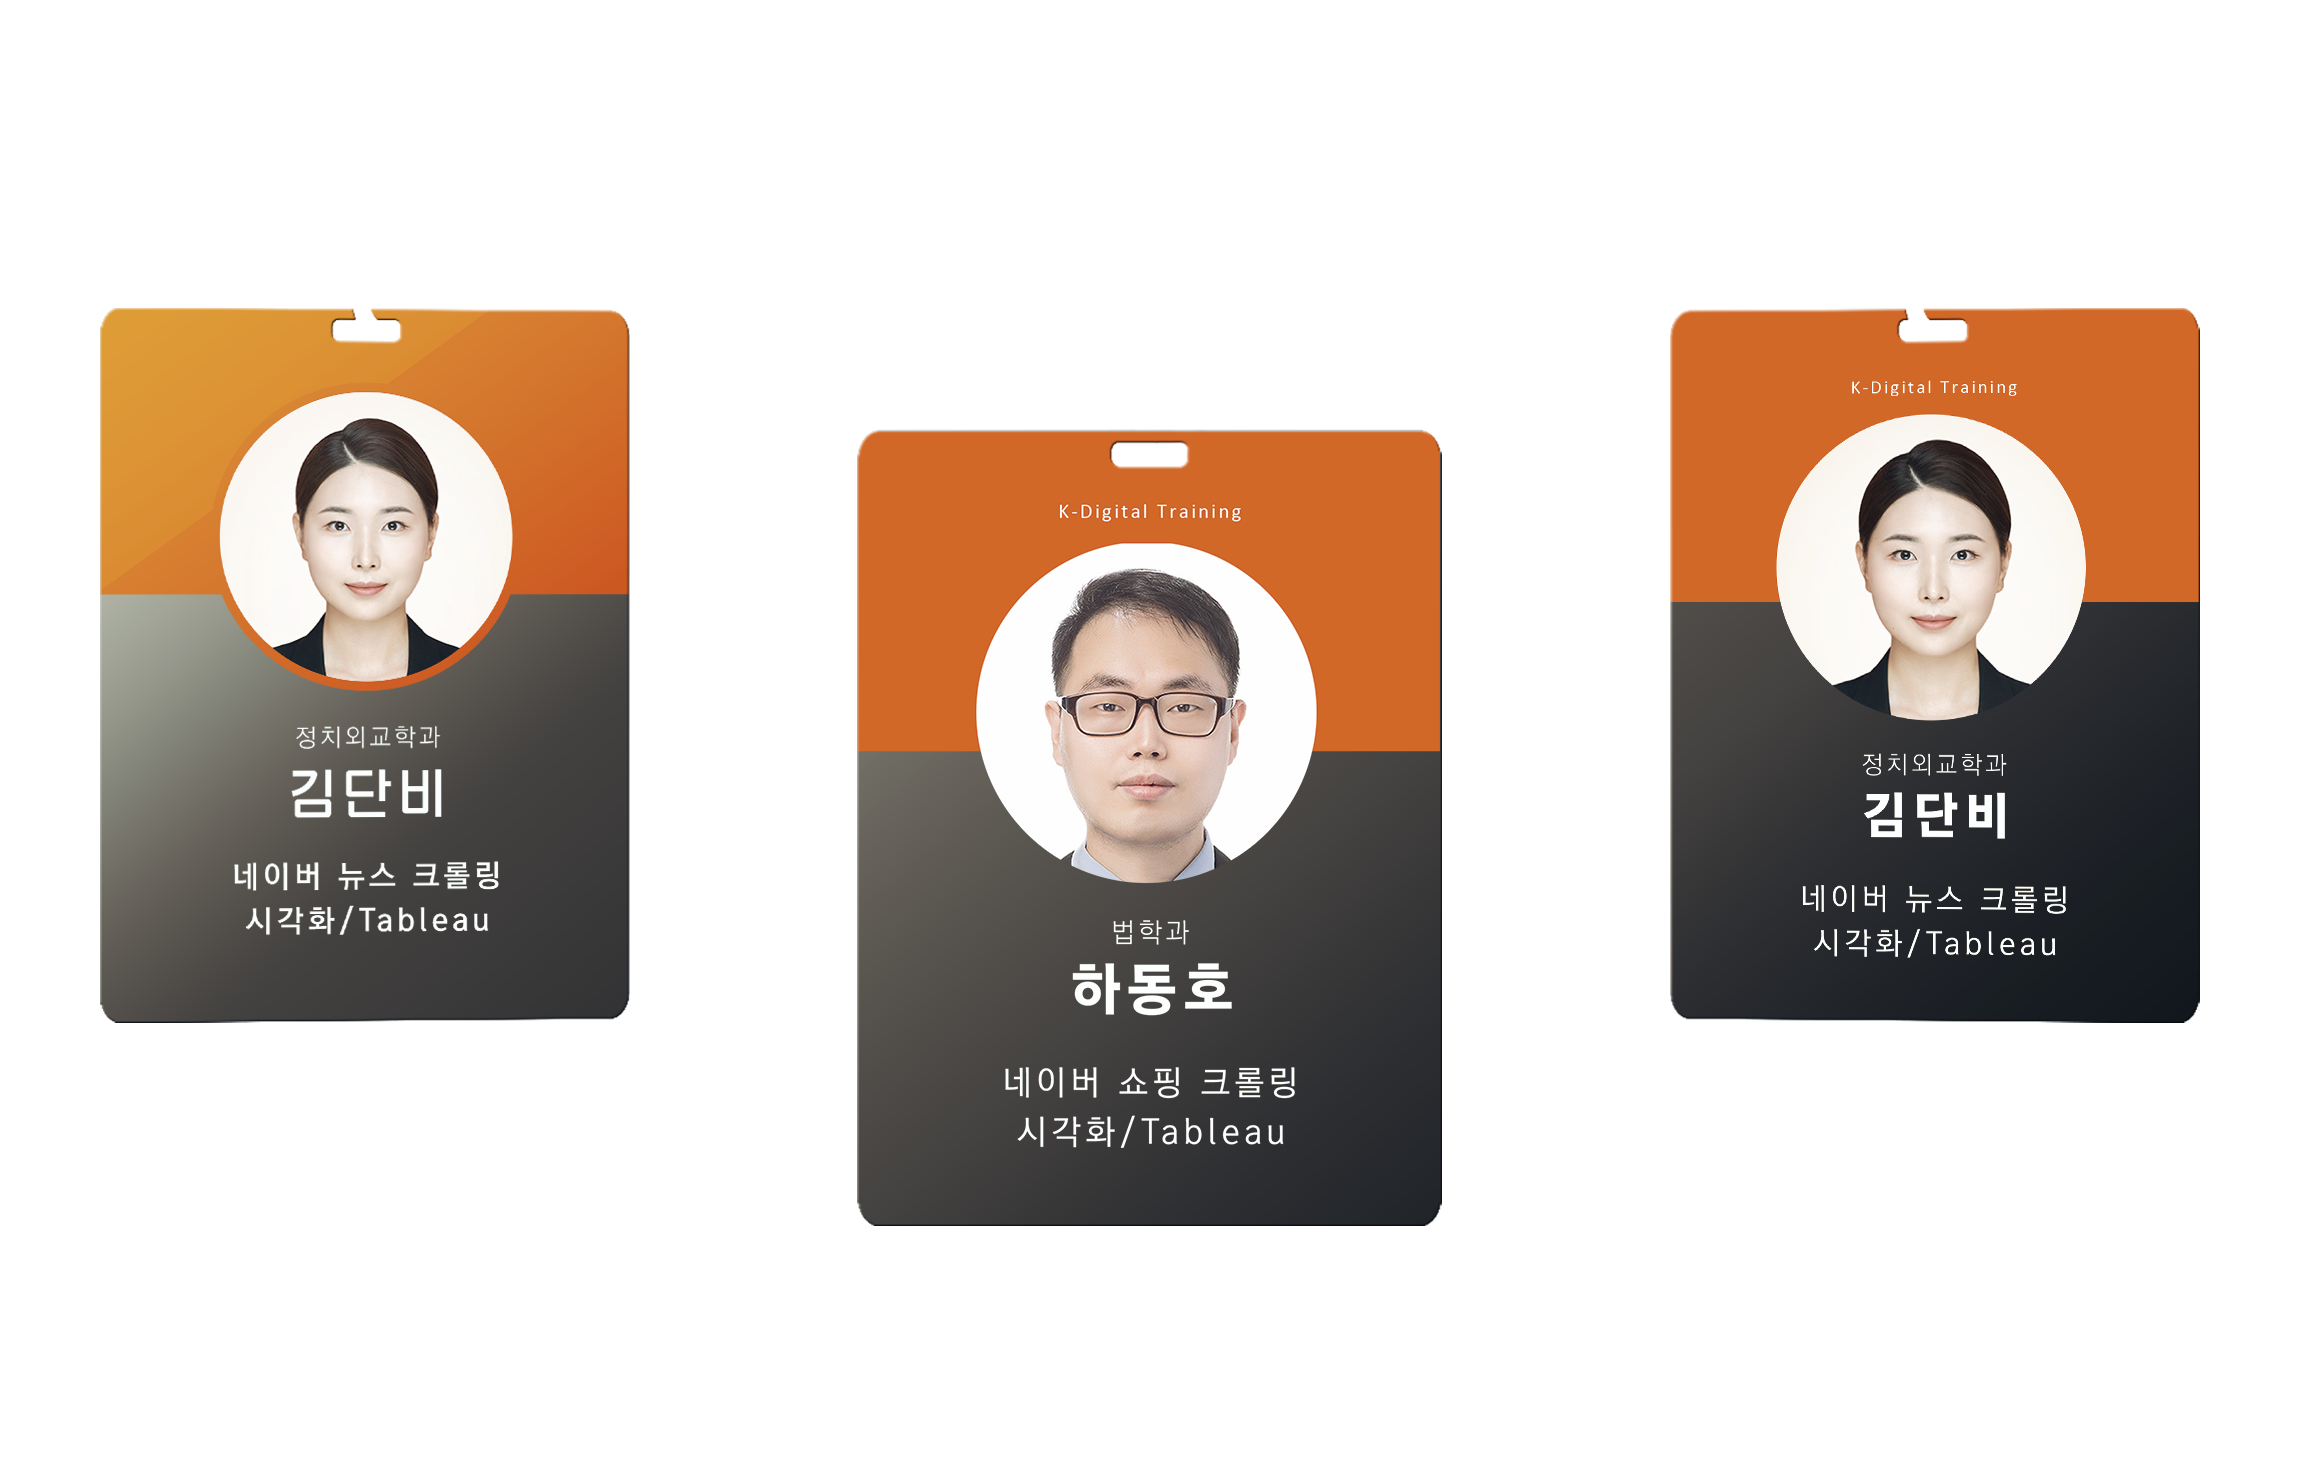 정치외교학과
김단비
네이버 뉴스 크롤링
시각화/Tableau
K-Digital Training
법학과
하동호
네이버 쇼핑 크롤링
시각화/Tableau
K-Digital Training
정치외교학과
김단비
네이버 뉴스 크롤링
시각화/Tableau